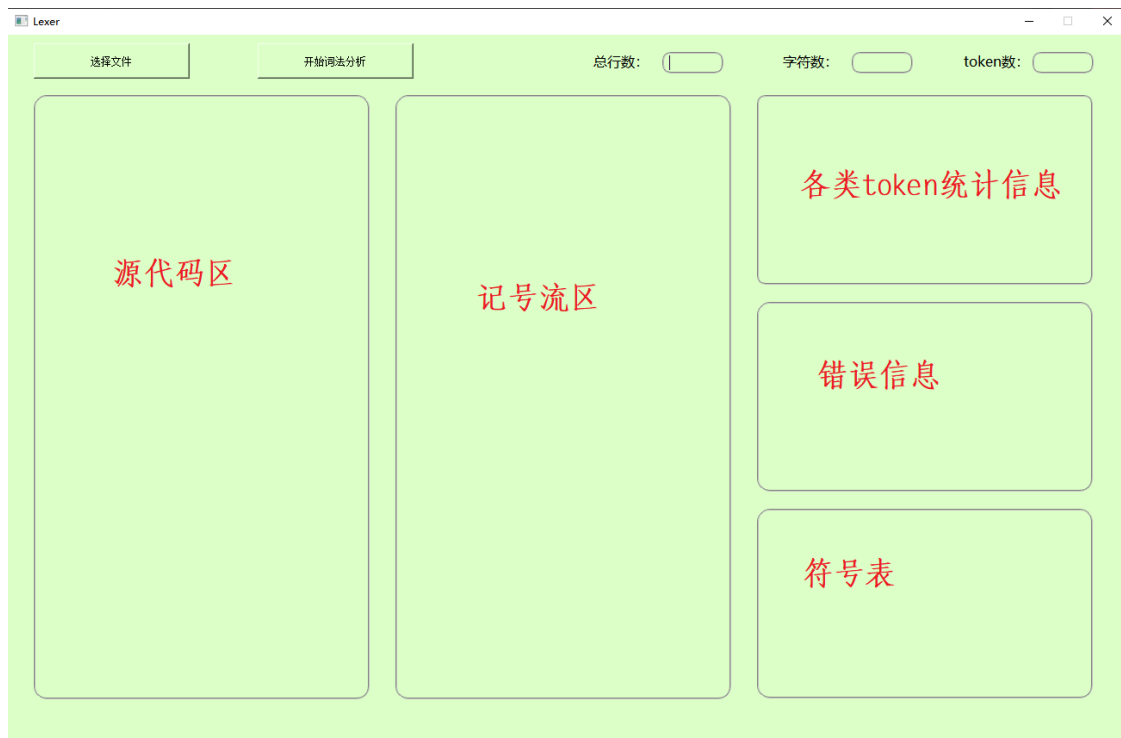 Lexer
选择文件
开始词法分析
总行数:
字符数:
token数:
源代码区
记号流区
各类token统计信息
错误信息
符号表